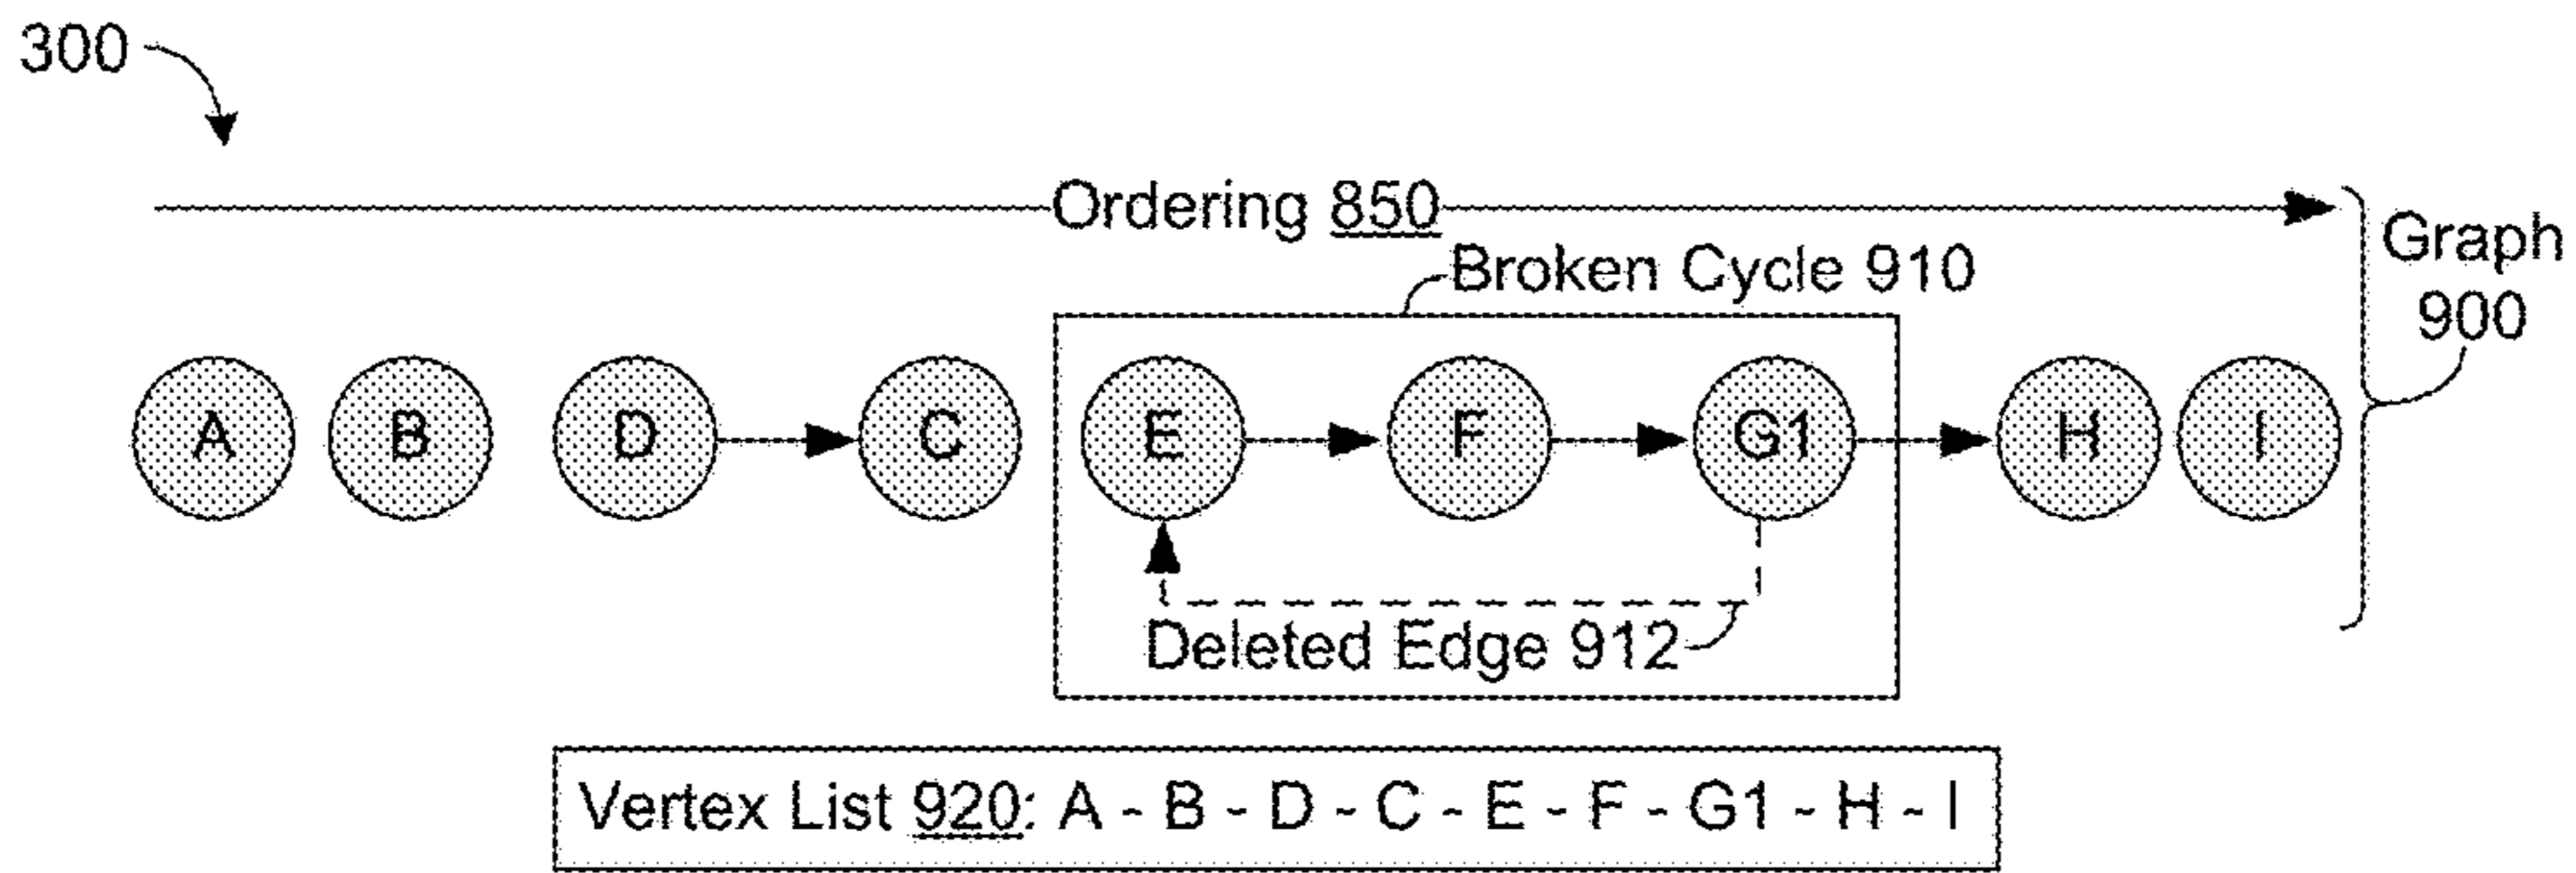 300
Ordering 850
Graph
900
Broken Cycle 910
A B D C E F G1 H I
Deleted Edge 912
Vertex List 920: A - B - D - C - E - F - G1 - H - I